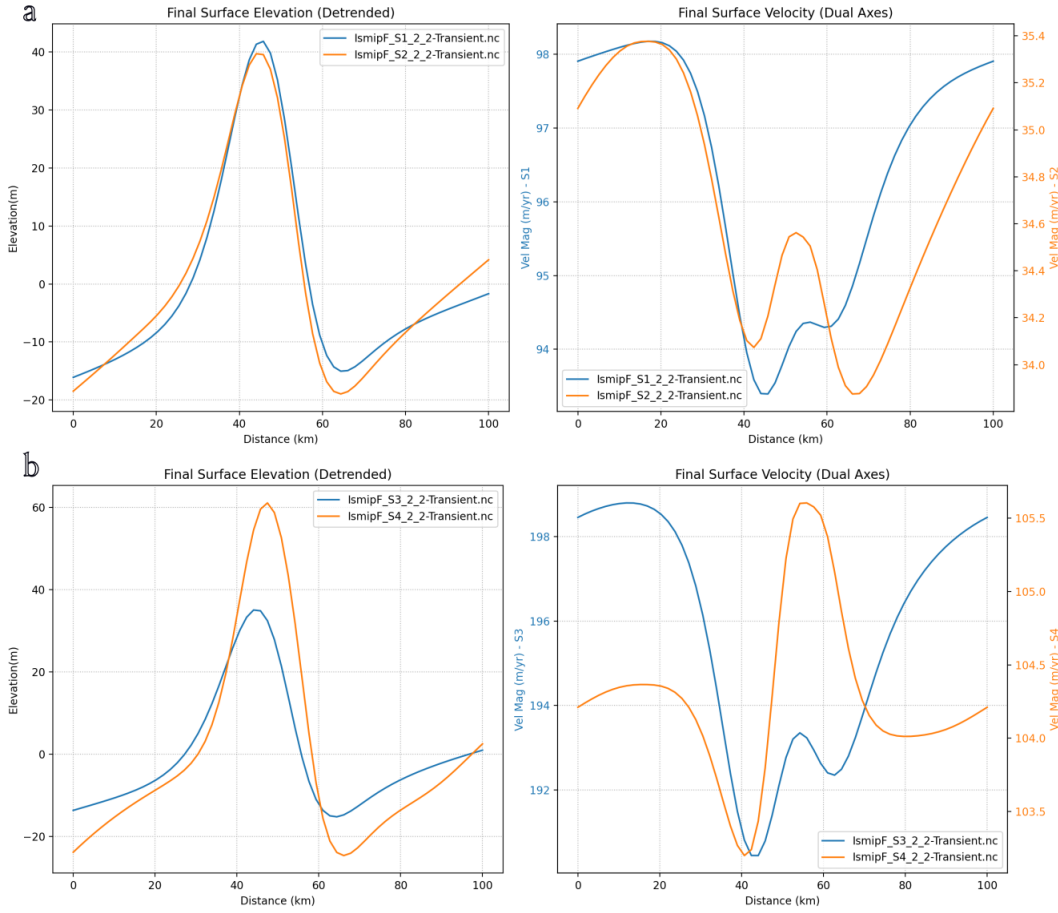 a
Final Surface Elevation (Detrended)
IsmipF_S1_2_2-Transient.nc
IsmipF_S2_2_2-Transient.nc
40
30
20
10
0
−10
−20
Elevation(m)
0 20 40 60 80 100
Distance (km)
Final Surface Velocity (Dual Axes)
98
97
96
95
94
Vel Mag (m/yr) - S1
35.4
35.2
35.0
34.8
34.6
34.4
34.2
34.0
Vel Mag (m/yr) - S2
IsmipF_S1_2_2-Transient.nc
IsmipF_S2_2_2-Transient.nc
0 20 40 60 80 100
Distance (km)
b
Final Surface Elevation (Detrended)
IsmipF_S3_2_2-Transient.nc
IsmipF_S4_2_2-Transient.nc
60
40
20
0
−20
Elevation(m)
0 20 40 60 80 100
Distance (km)
Final Surface Velocity (Dual Axes)
198
196
194
192
Vel Mag (m/yr) - S3
105.5
105.0
104.5
104.0
103.5
Vel Mag (m/yr) - S4
IsmipF_S3_2_2-Transient.nc
IsmipF_S4_2_2-Transient.nc
0 20 40 60 80 100
Distance (km)